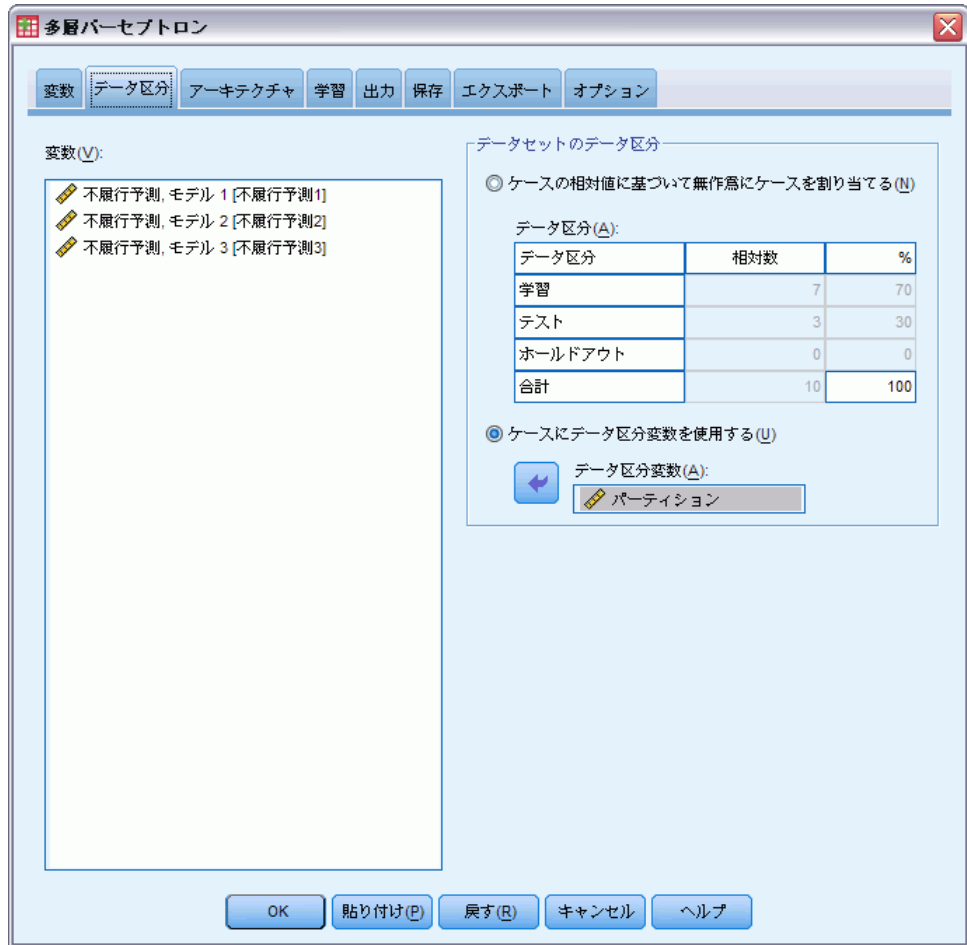 多層パーセプトロン
変数 データ区分 アーキテクチャ 学習 出力 保存 エクスポート オプション
変数(V):
不履行予測, モデル 1 [不履行予測1]
不履行予測, モデル 2 [不履行予測2]
不履行予測, モデル 3 [不履行予測3]
データセットのデータ区分
ケースの相対値に基づいて無作為にケースを割り当てる(N)
データ区分(A):
データ区分 相対数 %
学習 7 70
テスト 3 30
ホールドアウト 0 0
合計 10 100
ケースにデータ区分変数を使用する(U)
データ区分変数(A):
パーティション
OK 貼り付け(P) 戻す(R) キャンセル ヘルプ